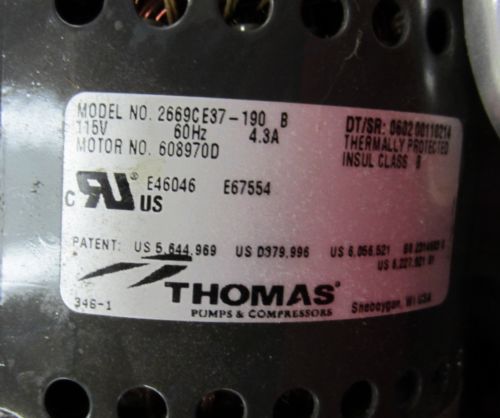 MODEL NO. 2669CE37-190 B
115V 60Hz 4.3A
MOTOR NO. 608970D
DT/SR: 0602 00110214
THERMALLY PROTECTED
INSUL CLASS B
C RU US
E46046 E67554
PATENT: US 5,644,969 US D379,996 US 6,056,521
US 6,227,821 B1
THOMAS
PUMPS & COMPRESSORS
346-1
Sheboygan, WI USA